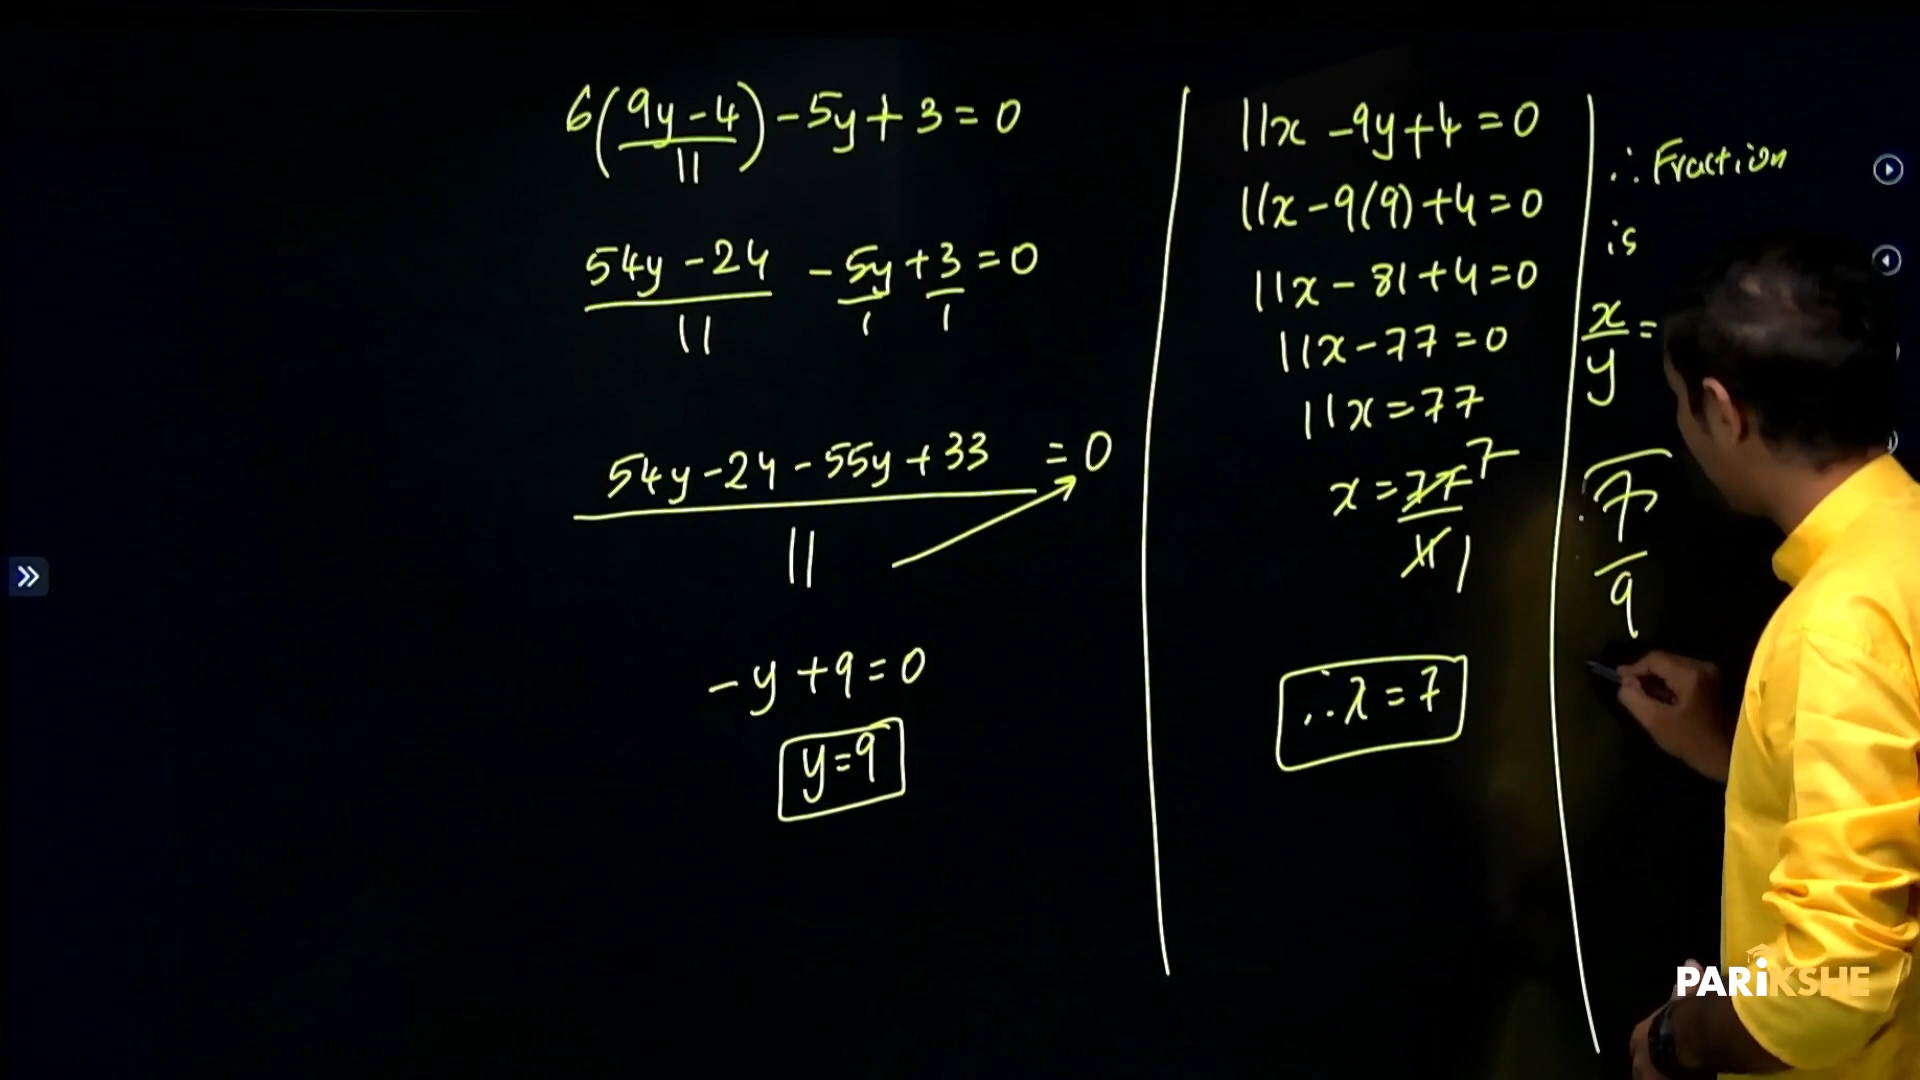 6(9y-4/11)-5y+3=0
54y-24/11 -5y/1+3/1=0
54y-24-55y+33/11 =0
-y+9=0
y=9
11x-9y+4=0
11x-9(9)+4=0
11x-81+4=0
11x-77=0
11x=77
x=77/11 7/1
∴x=7
∴Fraction
is
x/y=
7/9
PARiKSHE